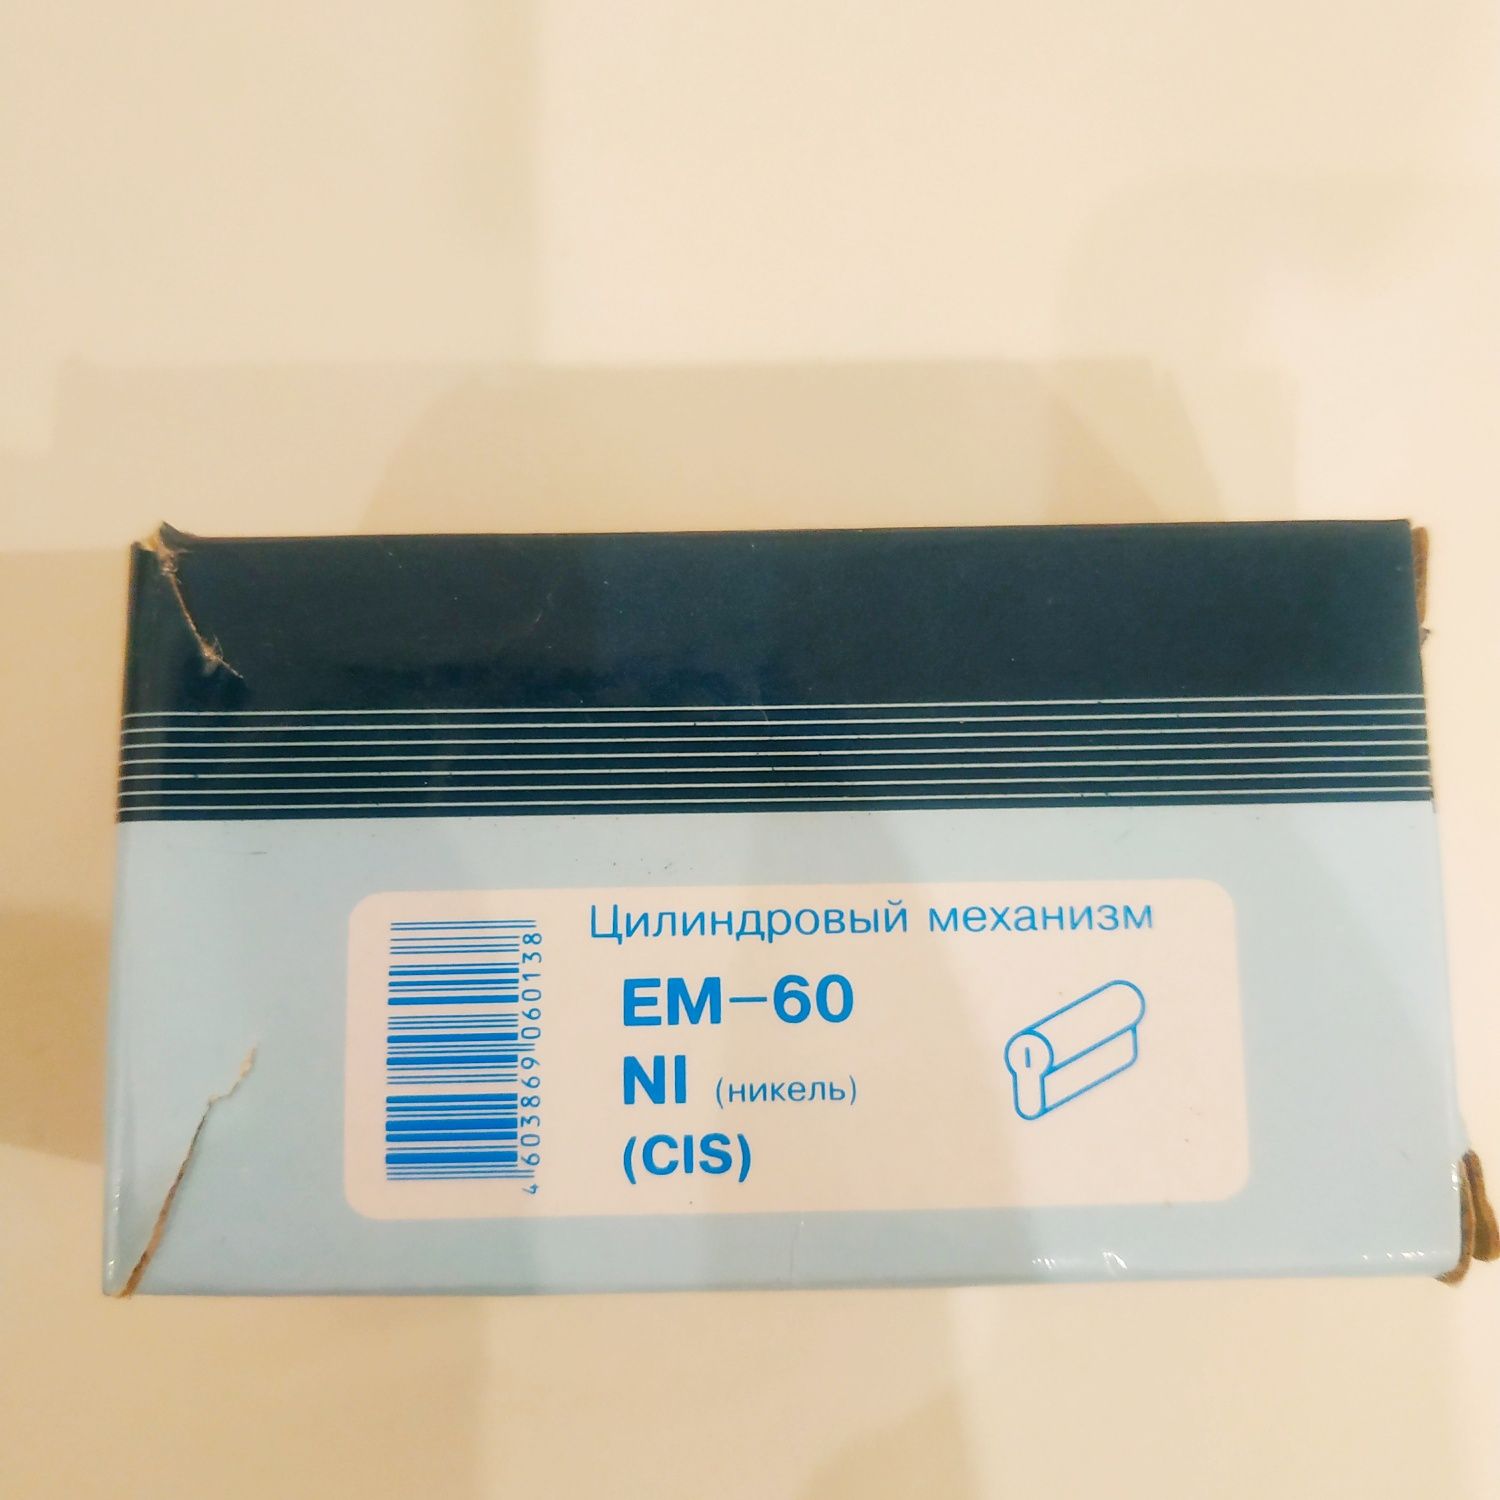 Цилиндровый механизм
EM-60
NI (никель)
(CIS)
4 603869 060138